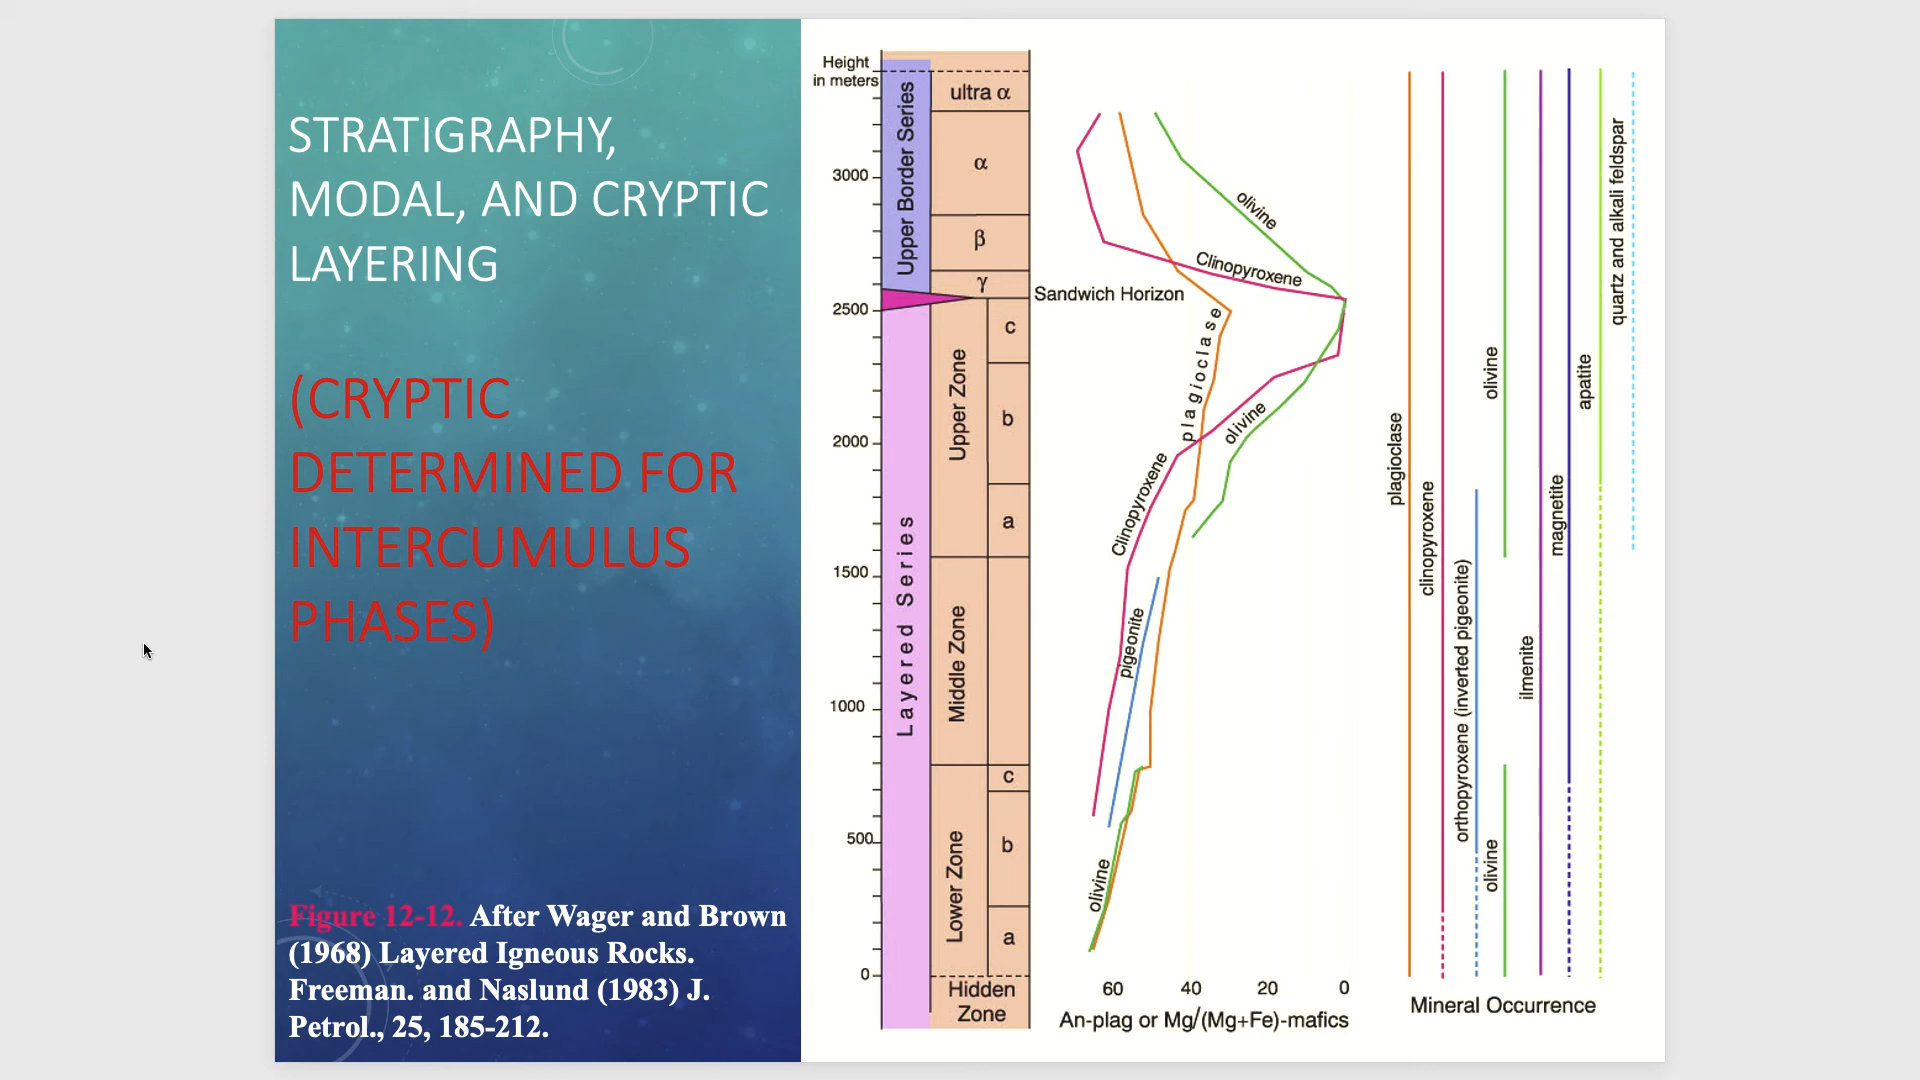 STRATIGRAPHY,
MODAL, AND CRYPTIC
LAYERING
(CRYPTIC
DETERMINED FOR
INTERCUMULUS
PHASES)
Figure 12-12. After Wager and Brown
(1968) Layered Igneous Rocks.
Freeman. and Naslund (1983) J.
Petrol., 25, 185-212.
Height
in meters
3000
2500
2000
1500
1000
500
0
Upper Border Series
Layered Series
ultra α
α
β
γ
Upper Zone
c
b
a
Middle Zone
Lower Zone
c
b
a
Hidden
Zone
Sandwich Horizon
olivine
Clinopyroxene
plagioclase
olivine
Clinopyroxene
pigeonite
olivine
60 40 20 0
An-plag or Mg/(Mg+Fe)-mafics
plagioclase
clinopyroxene
orthopyroxene (inverted pigeonite)
olivine
olivine
ilmenite
magnetite
apatite
quartz and alkali feldspar
Mineral Occurrence